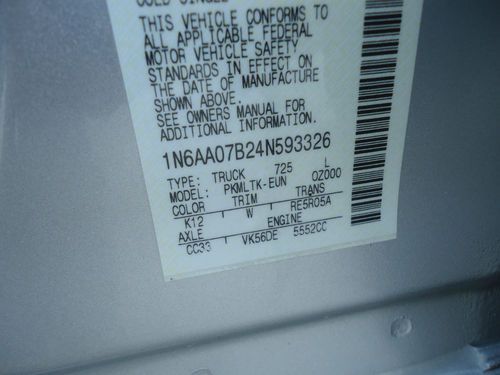 COLD SINGLE
THIS VEHICLE CONFORMS TO
ALL APPLICABLE FEDERAL
MOTOR VEHICLE SAFETY
STANDARDS IN EFFECT ON
THE DATE OF MANUFACTURE
SHOWN ABOVE.
SEE OWNERS MANUAL FOR
ADDITIONAL INFORMATION.
1N6AA07B24N593326
TYPE: TRUCK 725 L
MODEL: PKMLTK-EUN OZ000
COLOR TRIM TRANS
K12 W RE5R05A
AXLE ENGINE
CC33 VK56DE 5552CC